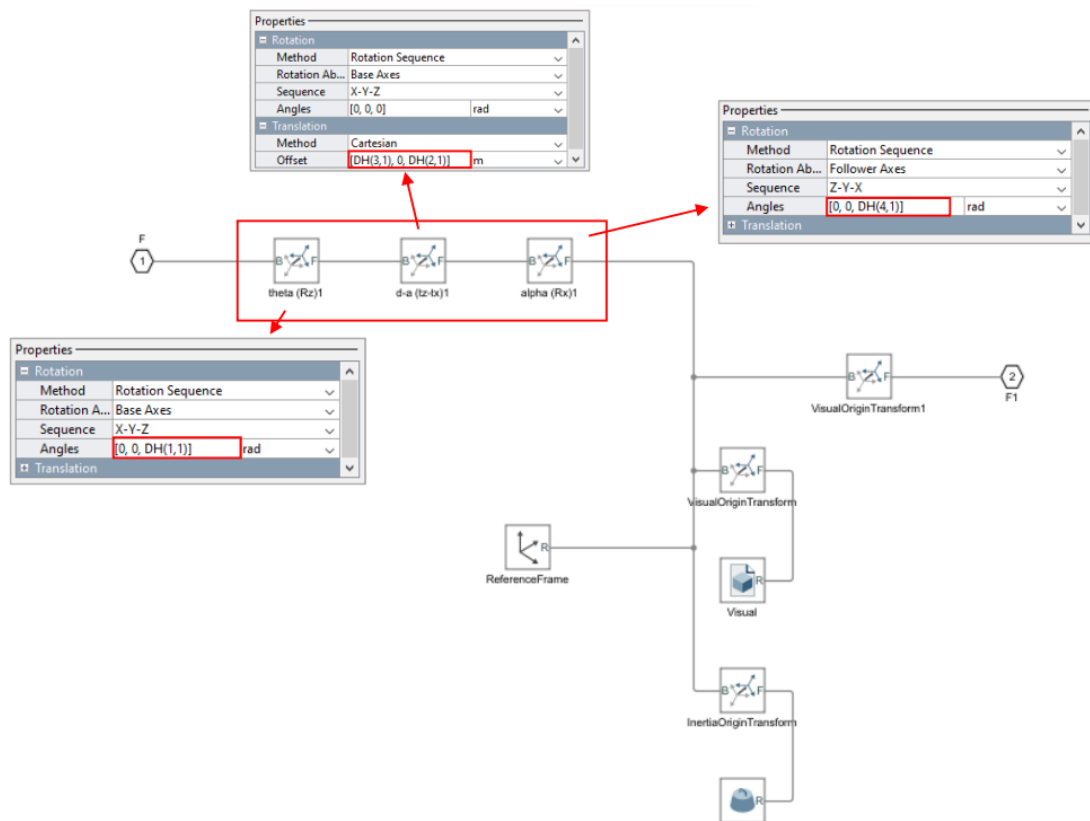 Properties
Rotation
Method Rotation Sequence
Rotation Ab... Base Axes
Sequence X-Y-Z
Angles [0, 0, 0] rad
Translation
Method Cartesian
Offset [DH(3,1), 0, DH(2,1)] m
Properties
Rotation
Method Rotation Sequence
Rotation Ab... Follower Axes
Sequence Z-Y-X
Angles [0, 0, DH(4,1)] rad
Translation
F
1
B F
theta (Rz)1
B F
d-a (tz-tx)1
B F
alpha (Rx)1
Properties
Rotation
Method Rotation Sequence
Rotation A... Base Axes
Sequence X-Y-Z
Angles [0, 0, DH(1,1)] rad
Translation
B F
VisualOriginTransform1
2
F1
B F
VisualOriginTransform
R
ReferenceFrame
R
Visual
B F
InertiaOriginTransform
R